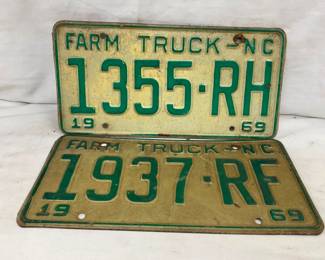 FARM TRUCK-NC
1355·RH
19 69
FARM TRUCK-NC
1937·RF
19 69